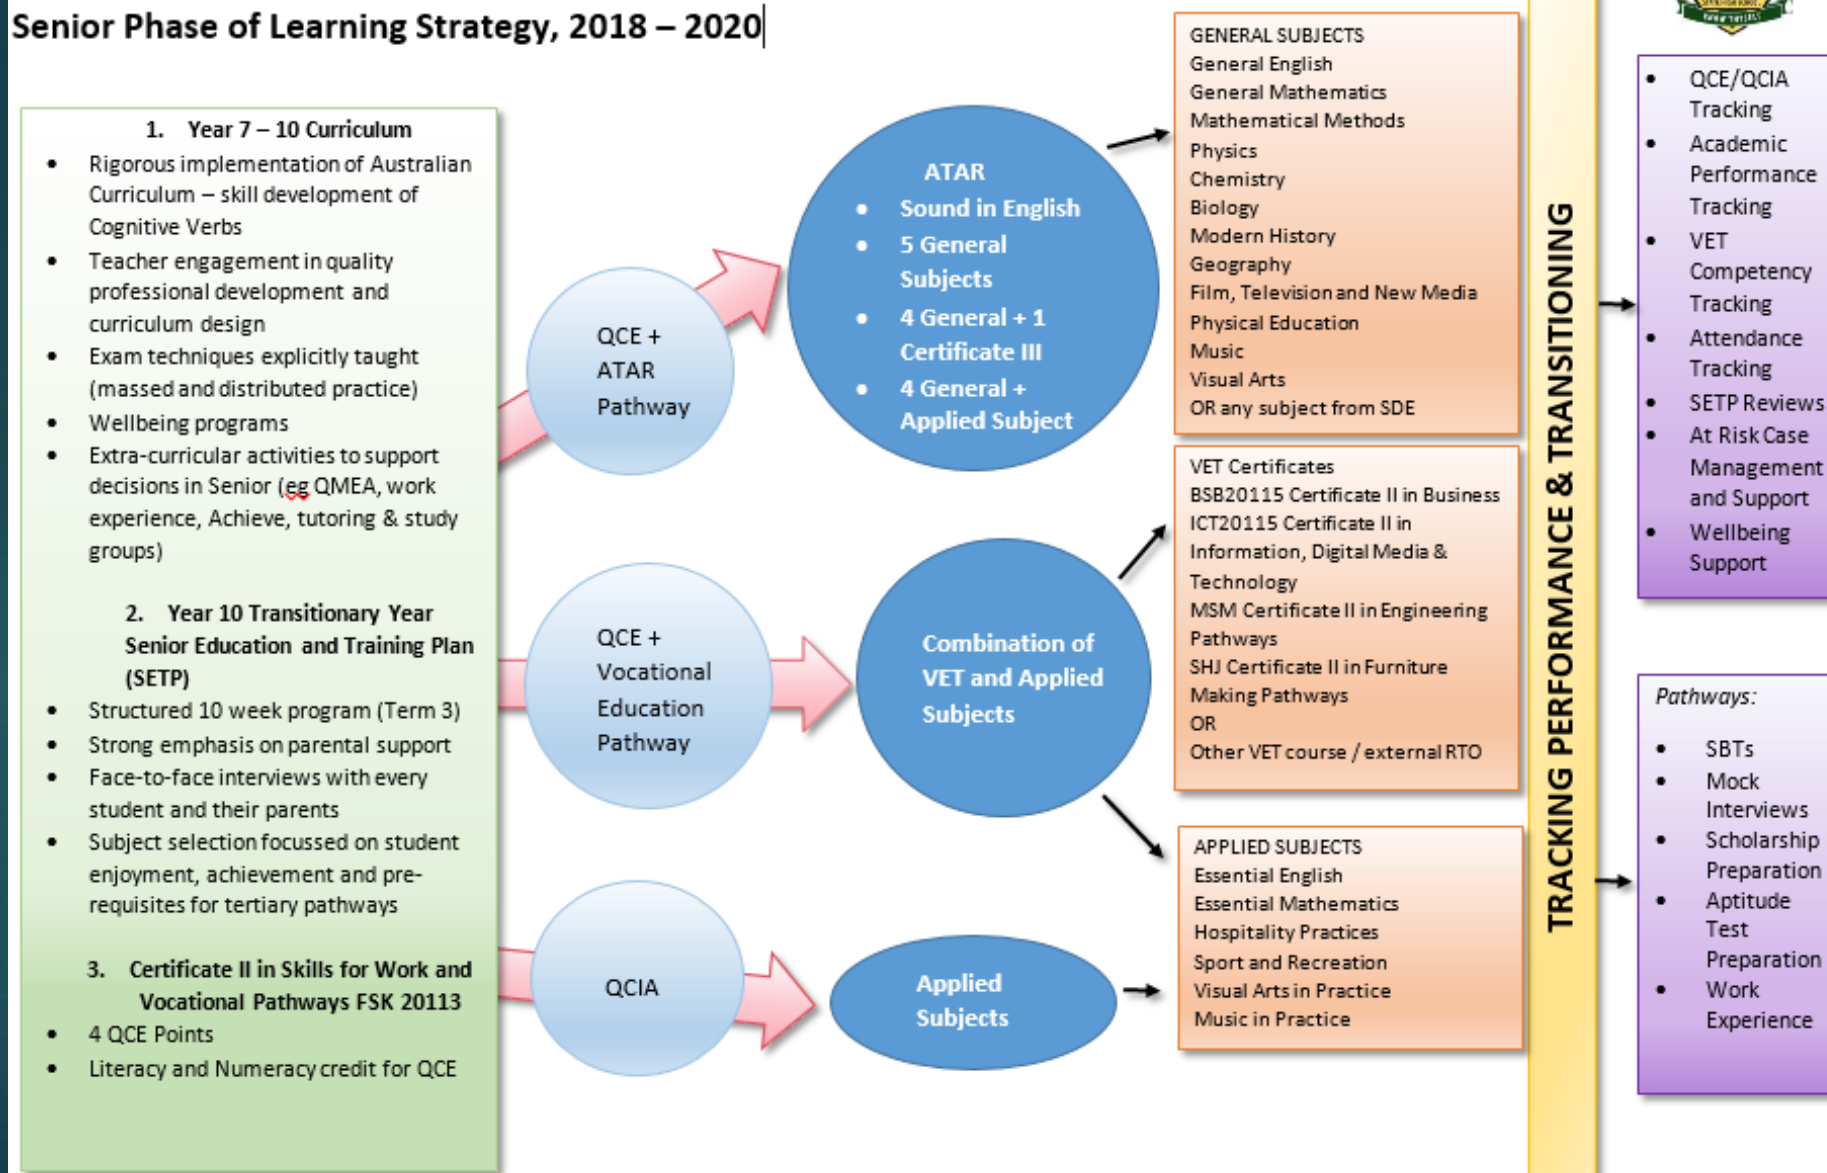 Senior Phase of Learning Strategy, 2018 – 2020
1. Year 7 – 10 Curriculum
• Rigorous implementation of Australian
Curriculum – skill development of
Cognitive Verbs
• Teacher engagement in quality
professional development and
curriculum design
• Exam techniques explicitly taught
(massed and distributed practice)
• Wellbeing programs
• Extra-curricular activities to support
decisions in Senior (eg QMEA, work
experience, Achieve, tutoring & study
groups)
2. Year 10 Transitionary Year
Senior Education and Training Plan
(SETP)
• Structured 10 week program (Term 3)
• Strong emphasis on parental support
• Face-to-face interviews with every
student and their parents
• Subject selection focussed on student
enjoyment, achievement and pre-
requisites for tertiary pathways
3. Certificate II in Skills for Work and
Vocational Pathways FSK 20113
• 4 QCE Points
• Literacy and Numeracy credit for QCE
QCE +
ATAR
Pathway
QCE +
Vocational
Education
Pathway
QCIA
ATAR
• Sound in English
• 5 General
Subjects
• 4 General + 1
Certificate III
• 4 General +
Applied Subject
Combination of
VET and Applied
Subjects
Applied
Subjects
GENERAL SUBJECTS
General English
General Mathematics
Mathematical Methods
Physics
Chemistry
Biology
Modern History
Geography
Film, Television and New Media
Physical Education
Music
Visual Arts
OR any subject from SDE
VET Certificates
BSB20115 Certificate II in Business
ICT20115 Certificate II in
Information, Digital Media &
Technology
MSM Certificate II in Engineering
Pathways
SHJ Certificate II in Furniture
Making Pathways
OR
Other VET course / external RTO
APPLIED SUBJECTS
Essential English
Essential Mathematics
Hospitality Practices
Sport and Recreation
Visual Arts in Practice
Music in Practice
TRACKING PERFORMANCE & TRANSITIONING
• QCE/QCIA
Tracking
• Academic
Performance
Tracking
• VET
Competency
Tracking
• Attendance
Tracking
• SETP Reviews
• At Risk Case
Management
and Support
• Wellbeing
Support
Pathways:
• SBTs
• Mock
Interviews
• Scholarship
Preparation
• Aptitude
Test
Preparation
• Work
Experience